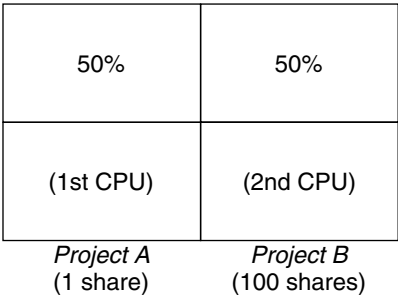 50% 50%
(1st CPU) (2nd CPU)
Project A Project B
(1 share) (100 shares)